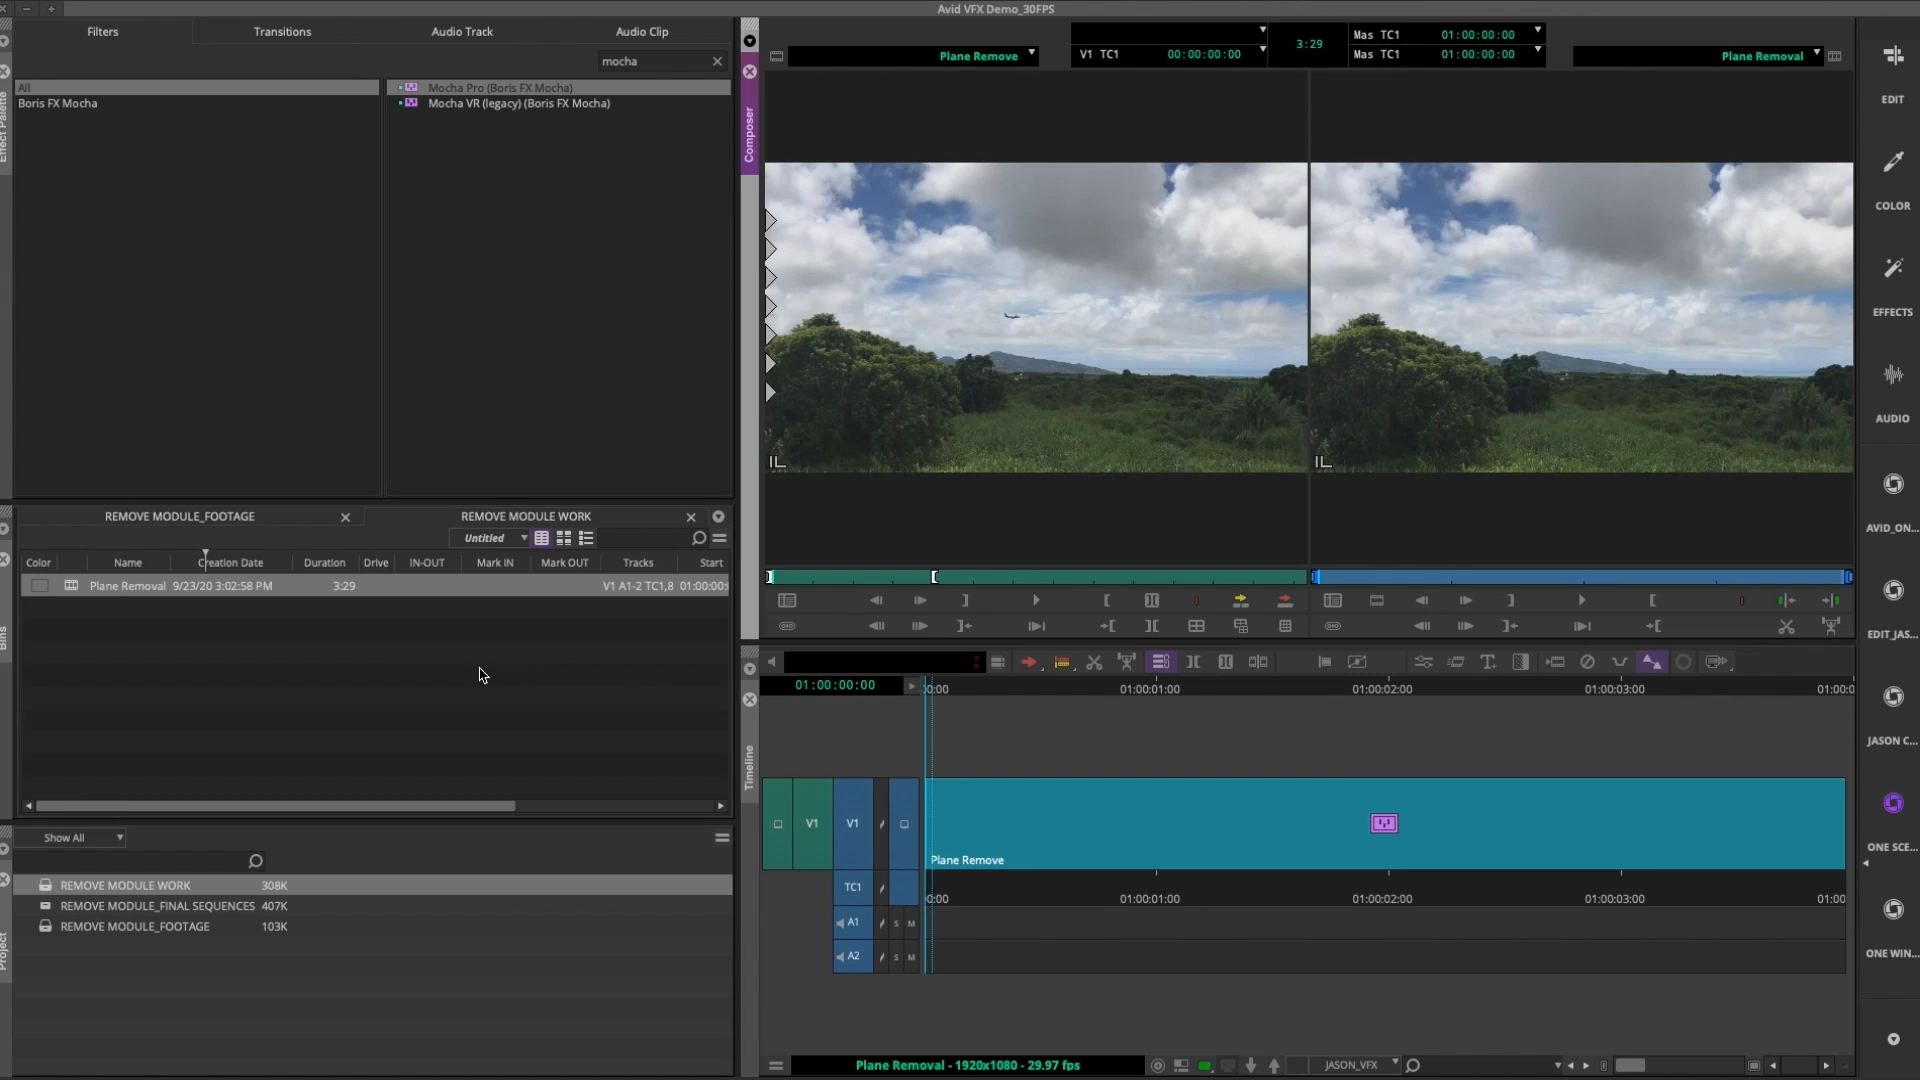 Avid VFX Demo_30FPS
Filters
Transitions
Audio Track
Audio Clip
mocha
All
Boris FX Mocha
Mocha Pro (Boris FX Mocha)
Mocha VR (legacy) (Boris FX Mocha)
Effect Palette
Composer
Plane Remove
V1 TC1 00:00:00:00
3:29
Mas TC1 01:00:00:00
Mas TC1 01:00:00:00
Plane Removal
EDIT
COLOR
EFFECTS
AUDIO
AVID_ON...
EDIT_JAS...
JASON C...
ONE SCE...
ONE WIN...
REMOVE MODULE_FOOTAGE
REMOVE MODULE WORK
Untitled
Color Name Creation Date Duration Drive IN-OUT Mark IN Mark OUT Tracks Start
Plane Removal 9/23/20 3:02:58 PM 3:29 V1 A1-2 TC1,8 01:00:00:
Bins
Show All
REMOVE MODULE WORK 308K
REMOVE MODULE_FINAL SEQUENCES 407K
REMOVE MODULE_FOOTAGE 103K
Project
Timeline
01:00:00:00
0:00 01:00:01:00 01:00:02:00 01:00:03:00 01:00:0
V1 V1
Plane Remove
TC1
0:00 01:00:01:00 01:00:02:00 01:00:03:00 01:00
A1 S M
A2 S M
Plane Removal - 1920x1080 - 29.97 fps
JASON_VFX